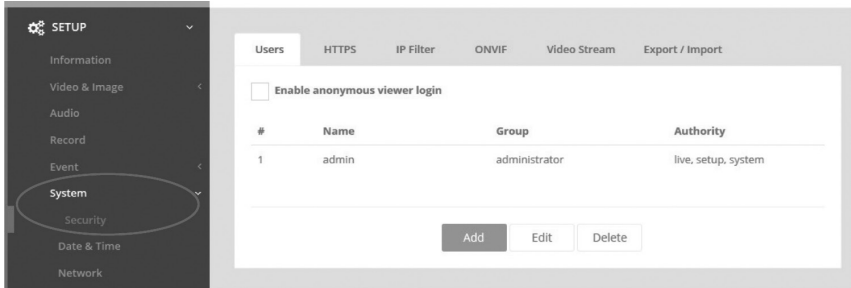 SETUP
Information
Video & Image
Audio
Record
Event
System
Security
Date & Time
Network
Users HTTPS IP Filter ONVIF Video Stream Export / Import
Enable anonymous viewer login
# Name Group Authority
1 admin administrator live, setup, system
Add Edit Delete